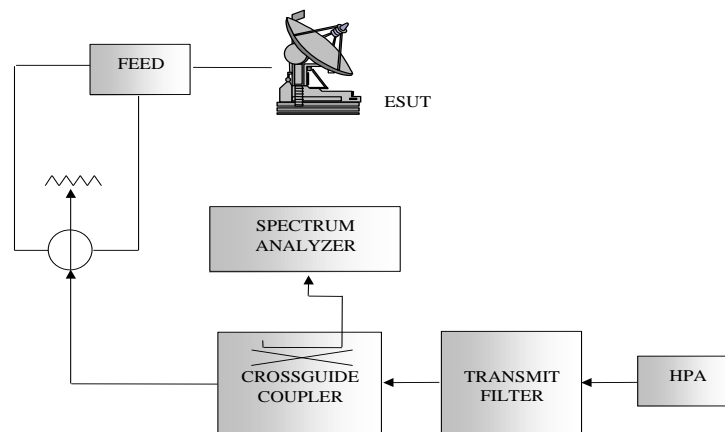 FEED
ESUT
SPECTRUM
ANALYZER
CROSSGUIDE
COUPLER
TRANSMIT
FILTER
HPA